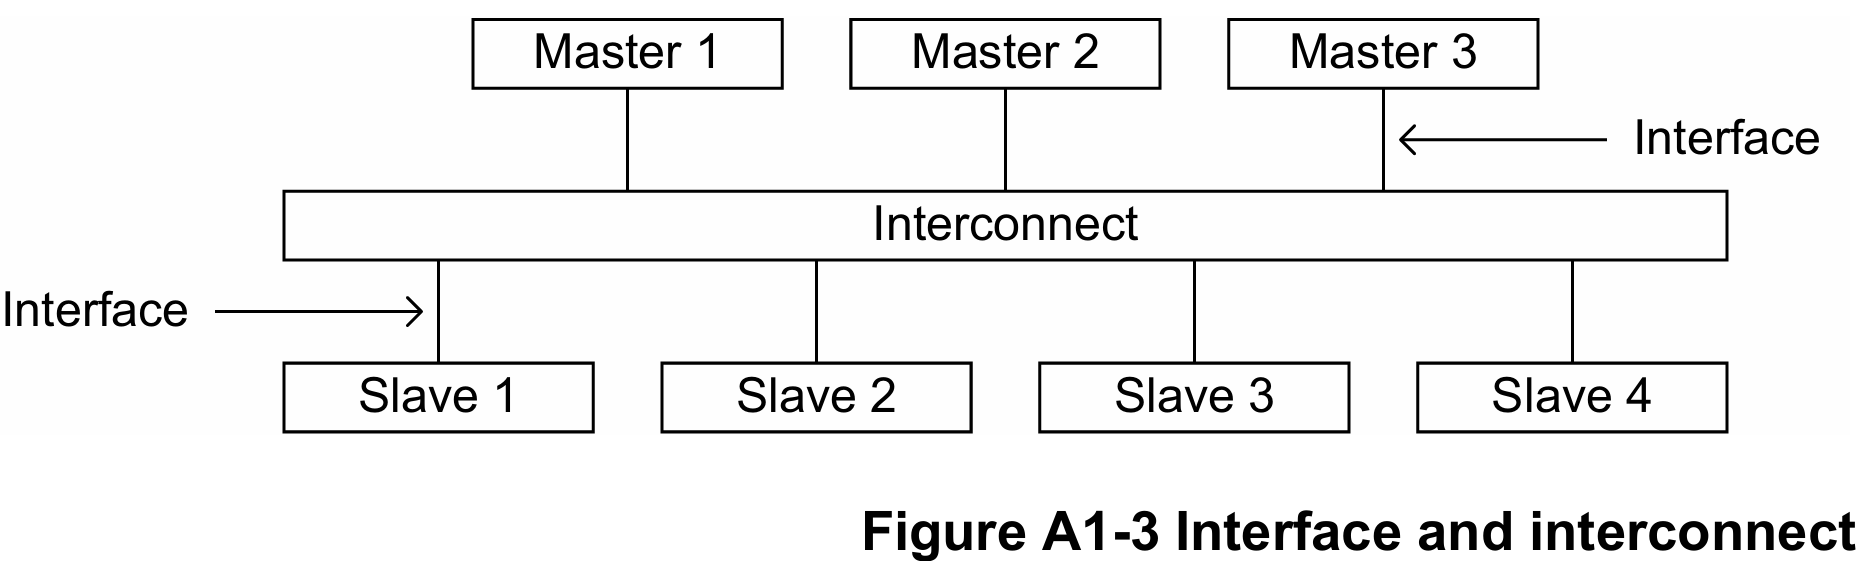 Master 1 Master 2 Master 3
Interface
Interconnect
Interface
Slave 1 Slave 2 Slave 3 Slave 4
Figure A1-3 Interface and interconnect